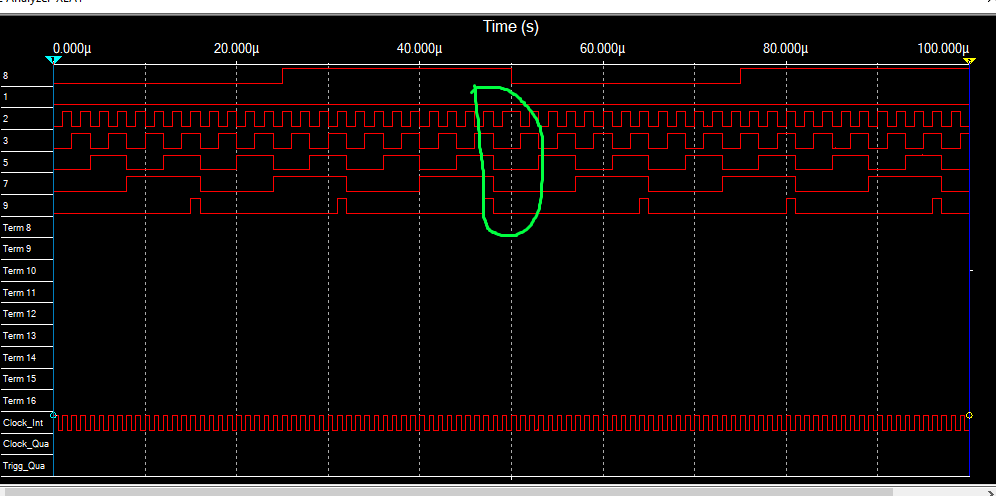 Time (s)
0.000µ 20.000µ 40.000µ 60.000µ 80.000µ 100.000µ
8
1
2
3
5
7
9
Term 8
Term 9
Term 10
Term 11
Term 12
Term 13
Term 14
Term 15
Term 16
Clock_Int
Clock_Qua
Trigg_Qua